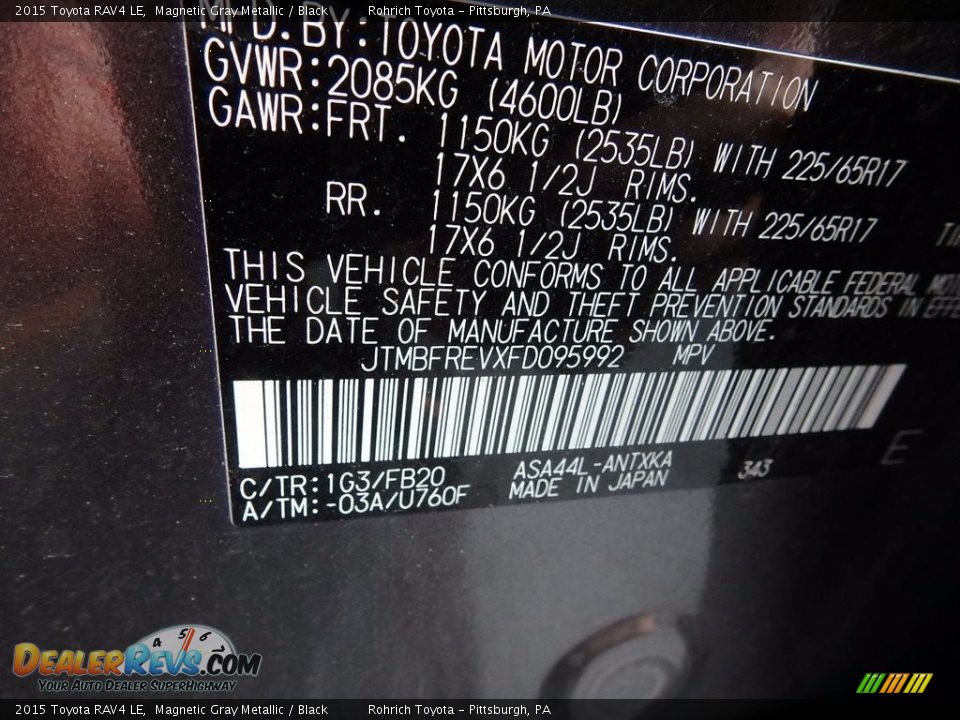 2015 Toyota RAV4 LE, Magnetic Gray Metallic / Black Rohrich Toyota - Pittsburgh, PA
MFD. BY: TOYOTA MOTOR CORPORATION
GVWR: 2085KG (4600LB)
GAWR: FRT. 1150KG (2535LB) WITH 225/65R17
17X6 1/2J RIMS.
RR. 1150KG (2535LB) WITH 225/65R17
17X6 1/2J RIMS.
THIS VEHICLE CONFORMS TO ALL APPLICABLE FEDERAL
VEHICLE SAFETY AND THEFT PREVENTION STANDARDS IN
THE DATE OF MANUFACTURE SHOWN ABOVE.
JTMBFREVXFD095992 MPV
C/TR: 1G3/FB20 ASA44L-ANTXKA 343 E
A/TM: -03A/U760F MADE IN JAPAN
4 5 6
DEALERREVS.COM
YOUR AUTO DEALER SUPERHIGHWAY
2015 Toyota RAV4 LE, Magnetic Gray Metallic / Black Rohrich Toyota - Pittsburgh, PA